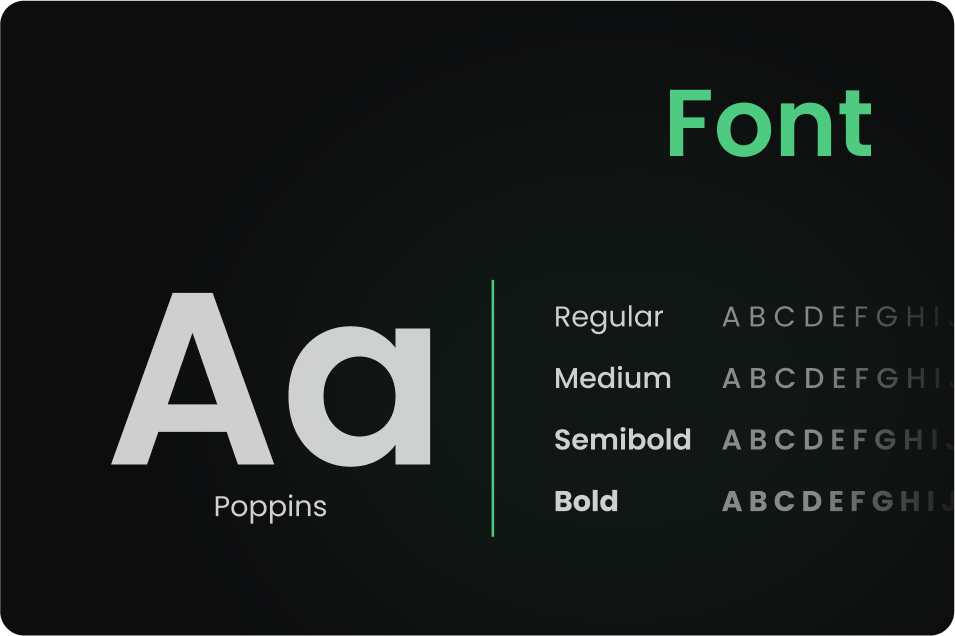 Font
Aa
Poppins
Regular A B C D E F G H I J
Medium A B C D E F G H I J
Semibold A B C D E F G H I J
Bold A B C D E F G H I J